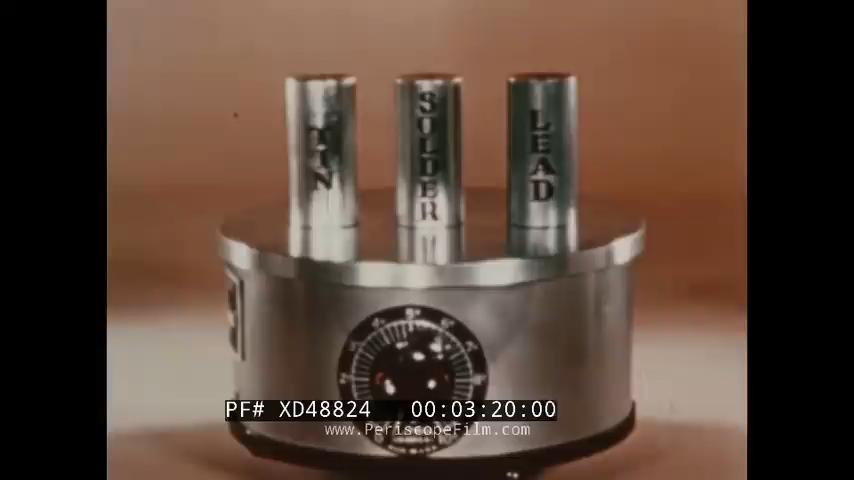 TIN
SOLDER
LEAD
PF# XD48824 00:03:20:00
www.PeriscopeFilm.com